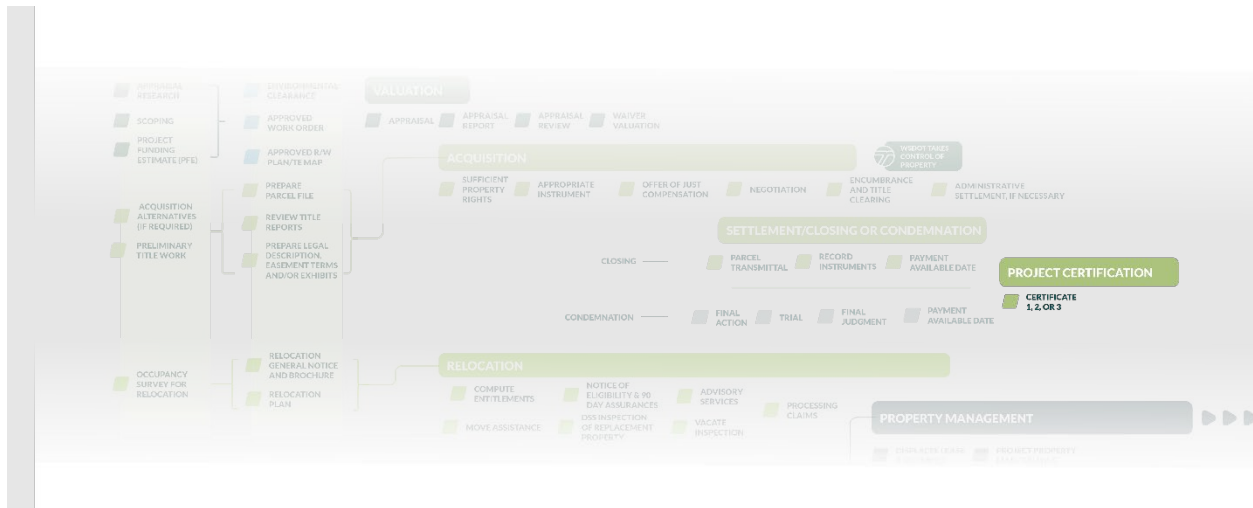 APPRAISAL
RESEARCH
SCOPING
PROJECT
FUNDING
ESTIMATE (PFE)
ACQUISITION
ALTERNATIVES
(IF REQUIRED)
PRELIMINARY
TITLE WORK
OCCUPANCY
SURVEY FOR
RELOCATION
ENVIRONMENTAL
CLEARANCE
APPROVED
WORK ORDER
APPROVED R/W
PLAN/TE MAP
PREPARE
PARCEL FILE
REVIEW TITLE
REPORTS
PREPARE LEGAL
DESCRIPTION,
EASEMENT TERMS
AND/OR EXHIBITS
RELOCATION
GENERAL NOTICE
AND BROCHURE
RELOCATION
PLAN
VALUATION
APPRAISAL
APPRAISAL
REPORT
APPRAISAL
REVIEW
WAIVER
VALUATION
ACQUISITION
WSDOT TAKES
CONTROL OF
PROPERTY
SUFFICIENT
PROPERTY
RIGHTS
APPROPRIATE
INSTRUMENT
OFFER OF JUST
COMPENSATION
NEGOTIATION
ENCUMBRANCE
AND TITLE
CLEARING
ADMINISTRATIVE
SETTLEMENT, IF NECESSARY
SETTLEMENT/CLOSING OR CONDEMNATION
CLOSING
PARCEL
TRANSMITTAL
RECORD
INSTRUMENTS
PAYMENT
AVAILABLE DATE
CONDEMNATION
FINAL
ACTION
TRIAL
FINAL
JUDGMENT
PAYMENT
AVAILABLE DATE
PROJECT CERTIFICATION
CERTIFICATE
1, 2, OR 3
RELOCATION
COMPUTE
ENTITLEMENTS
NOTICE OF
ELIGIBILITY & 90
DAY ASSURANCES
ADVISORY
SERVICES
PROCESSING
CLAIMS
MOVE ASSISTANCE
DSS INSPECTION
OF REPLACEMENT
PROPERTY
VACATE
INSPECTION
PROPERTY MANAGEMENT
PROJECT PROPERTY